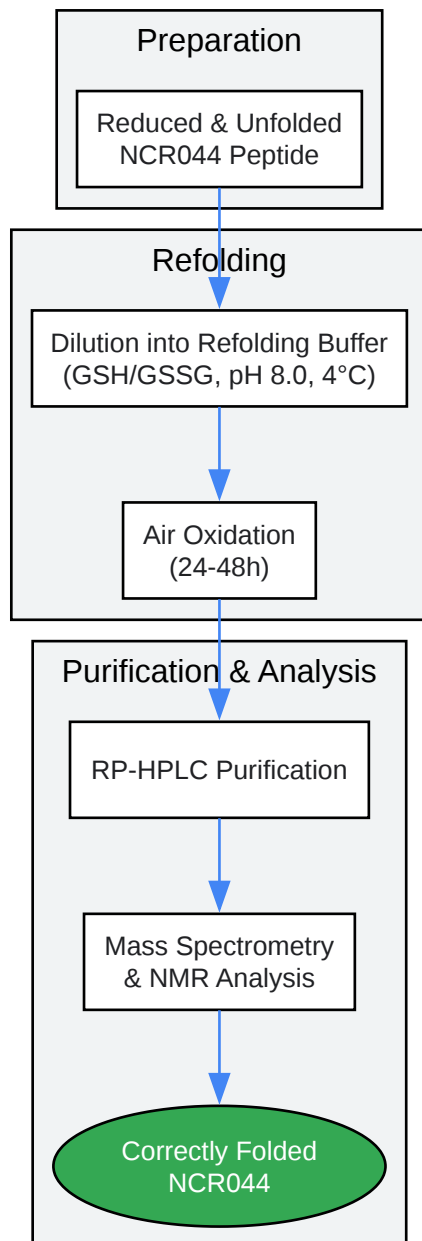 Preparation
Reduced & Unfolded
NCR044 Peptide
Refolding
Dilution into Refolding Buffer
(GSH/GSSG, pH 8.0, 4°C)
Air Oxidation
(24-48h)
Purification & Analysis
RP-HPLC Purification
Mass Spectrometry
& NMR Analysis
Correctly Folded
NCR044